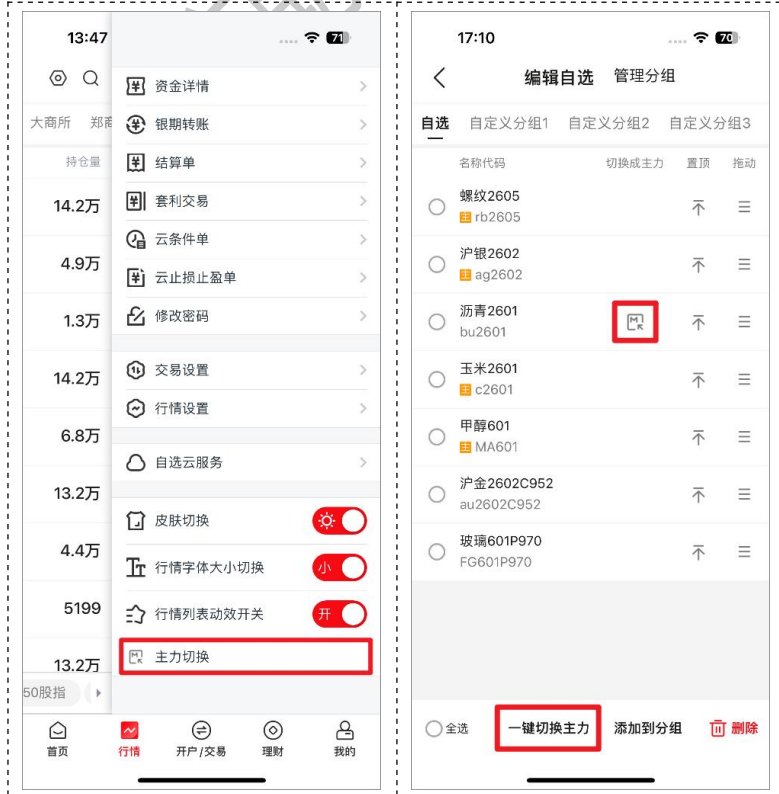 13:47
71
大商所 郑商
持仓量
14.2万
4.9万
1.3万
14.2万
6.8万
13.2万
4.4万
5199
13.2万
50股指
资金详情
银期转账
结算单
套利交易
云条件单
云止损止盈单
修改密码
交易设置
行情设置
自选云服务
皮肤切换
行情字体大小切换 小
行情列表动效开关 开
主力切换
首页 行情 开户/交易 理财 我的
17:10
70
编辑自选 管理分组
自选 自定义分组1 自定义分组2 自定义分组3
名称代码 切换成主力 置顶 拖动
螺纹2605
主 rb2605
沪银2602
主 ag2602
沥青2601
bu2601
玉米2601
主 c2601
甲醇601
主 MA601
沪金2602C952
au2602C952
玻璃601P970
FG601P970
全选 一键切换主力 添加到分组 删除